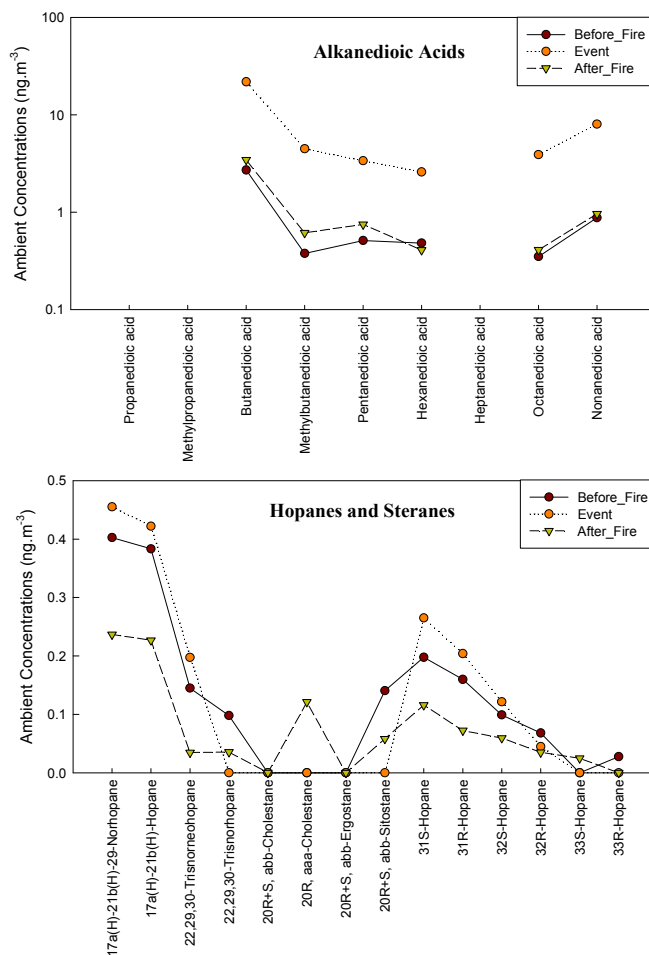 Alkanedioic Acids
Before_Fire
Event
After_Fire
Ambient Concentrations (ng.m-3)
100
10
1
0.1
Propanedioic acid
Methylpropanedioic acid
Butanedioic acid
Methylbutanedioic acid
Pentanedioic acid
Hexanedioic acid
Heptanedioic acid
Octanedioic acid
Nonanedioic acid
Hopanes and Steranes
Before_Fire
Event
After_Fire
Ambient Concentrations (ng.m-3)
0.5
0.4
0.3
0.2
0.1
0.0
17a(H)-21b(H)-29-Norhopane
17a(H)-21b(H)-Hopane
22,29,30-Trisnorneohopane
22,29,30-Trisnorhopane
20R+S, abb-Cholestane
20R, aaa-Cholestane
20R+S, abb-Ergostane
20R+S, abb-Sitostane
31S-Hopane
31R-Hopane
32S-Hopane
32R-Hopane
33S-Hopane
33R-Hopane